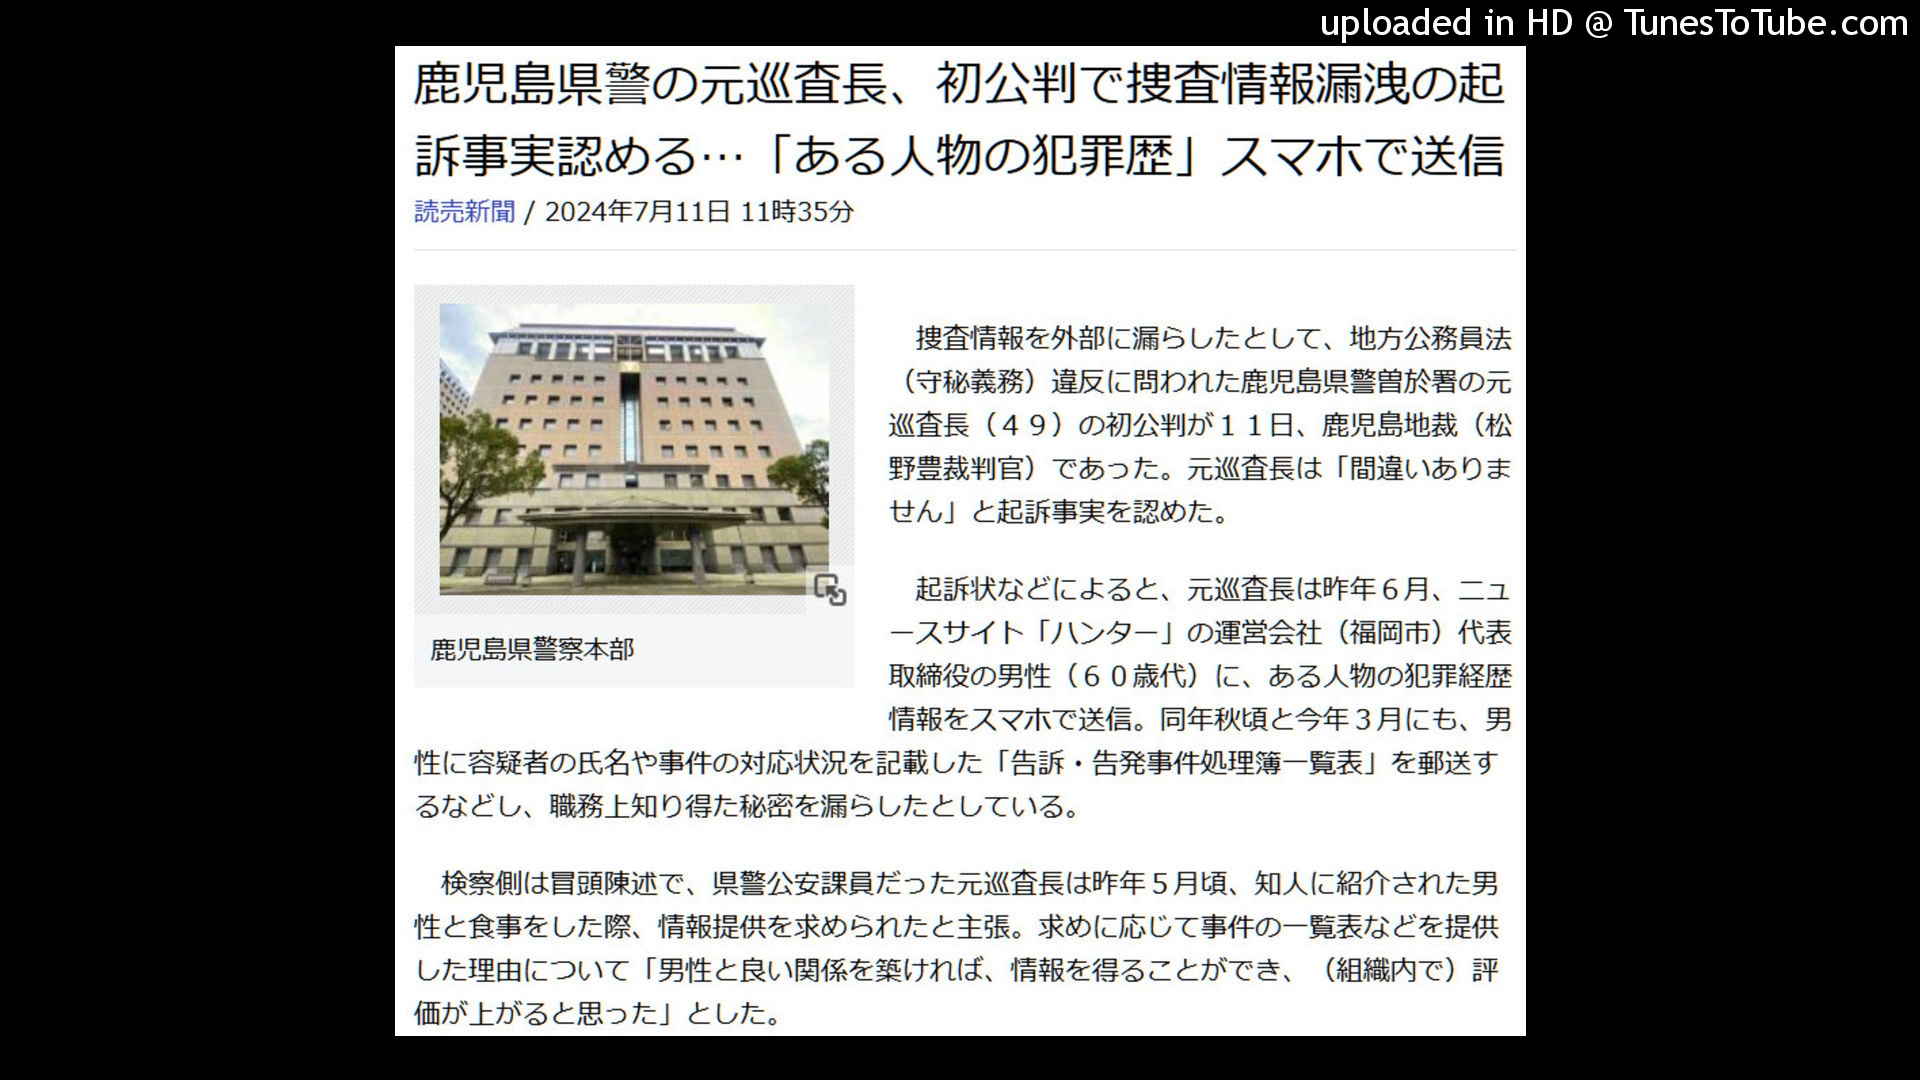 uploaded in HD @ TunesToTube.com
鹿児島県警の元巡査長、初公判で捜査情報漏洩の起
訴事実認める…「ある人物の犯罪歴」スマホで送信
読売新聞 / 2024年7月11日 11時35分
鹿児島県警察本部
捜査情報を外部に漏らしたとして、地方公務員法
（守秘義務）違反に問われた鹿児島県警曽於署の元
巡査長（４９）の初公判が１１日、鹿児島地裁（松
野豊裁判官）であった。元巡査長は「間違いありま
せん」と起訴事実を認めた。
起訴状などによると、元巡査長は昨年６月、ニュ
ースサイト「ハンター」の運営会社（福岡市）代表
取締役の男性（６０歳代）に、ある人物の犯罪経歴
情報をスマホで送信。同年秋頃と今年３月にも、男
性に容疑者の氏名や事件の対応状況を記載した「告訴・告発事件処理簿一覧表」を郵送す
るなどし、職務上知り得た秘密を漏らしたとしている。
検察側は冒頭陳述で、県警公安課員だった元巡査長は昨年５月頃、知人に紹介された男
性と食事をした際、情報提供を求められたと主張。求めに応じて事件の一覧表などを提供
した理由について「男性と良い関係を築ければ、情報を得ることができ、（組織内で）評
価が上がると思った」とした。